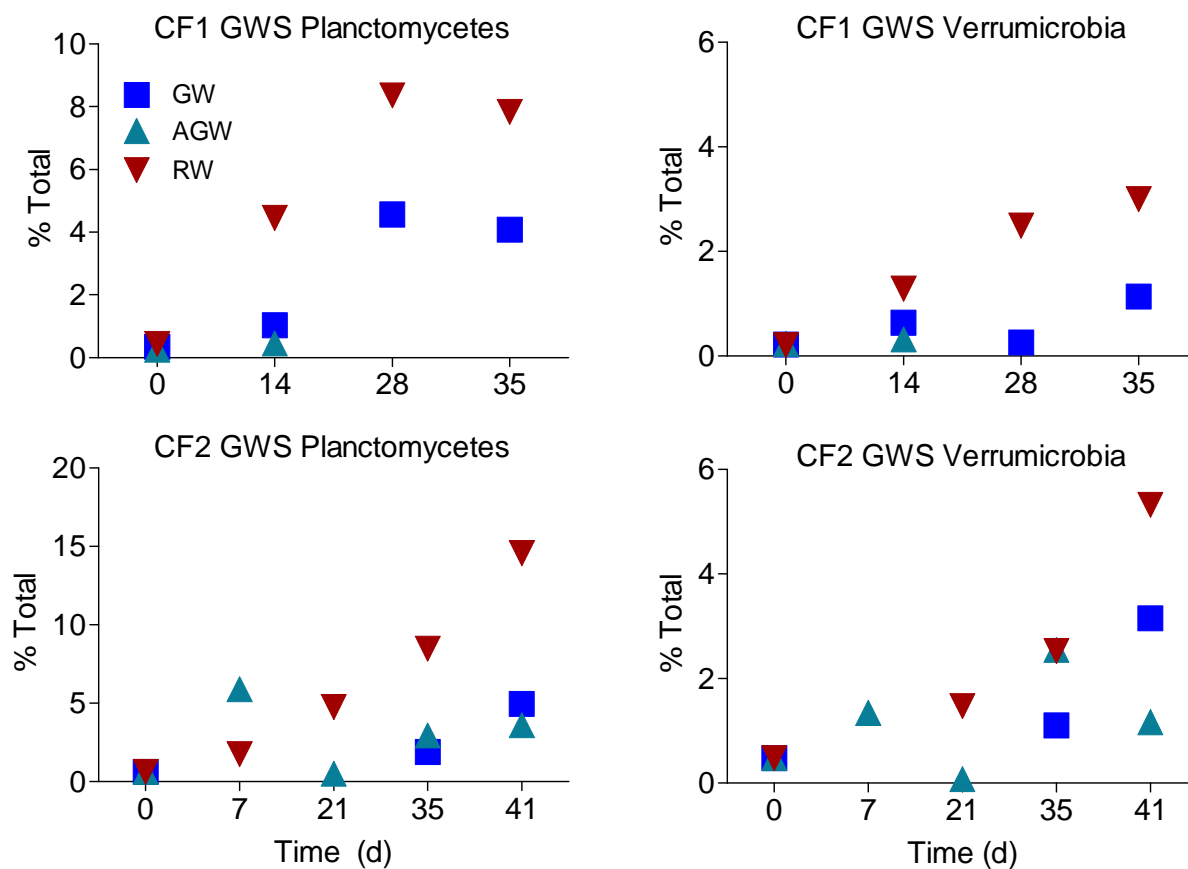 CF1 GWS Planctomycetes
10
8
6
4
2
0
% Total
GW
AGW
RW
0 14 28 35
CF1 GWS Verrumicrobia
6
4
2
0
% Total
0 14 28 35
CF2 GWS Planctomycetes
20
15
10
5
0
% Total
0 7 21 35 41
Time (d)
CF2 GWS Verrumicrobia
6
4
2
0
% Total
0 7 21 35 41
Time (d)